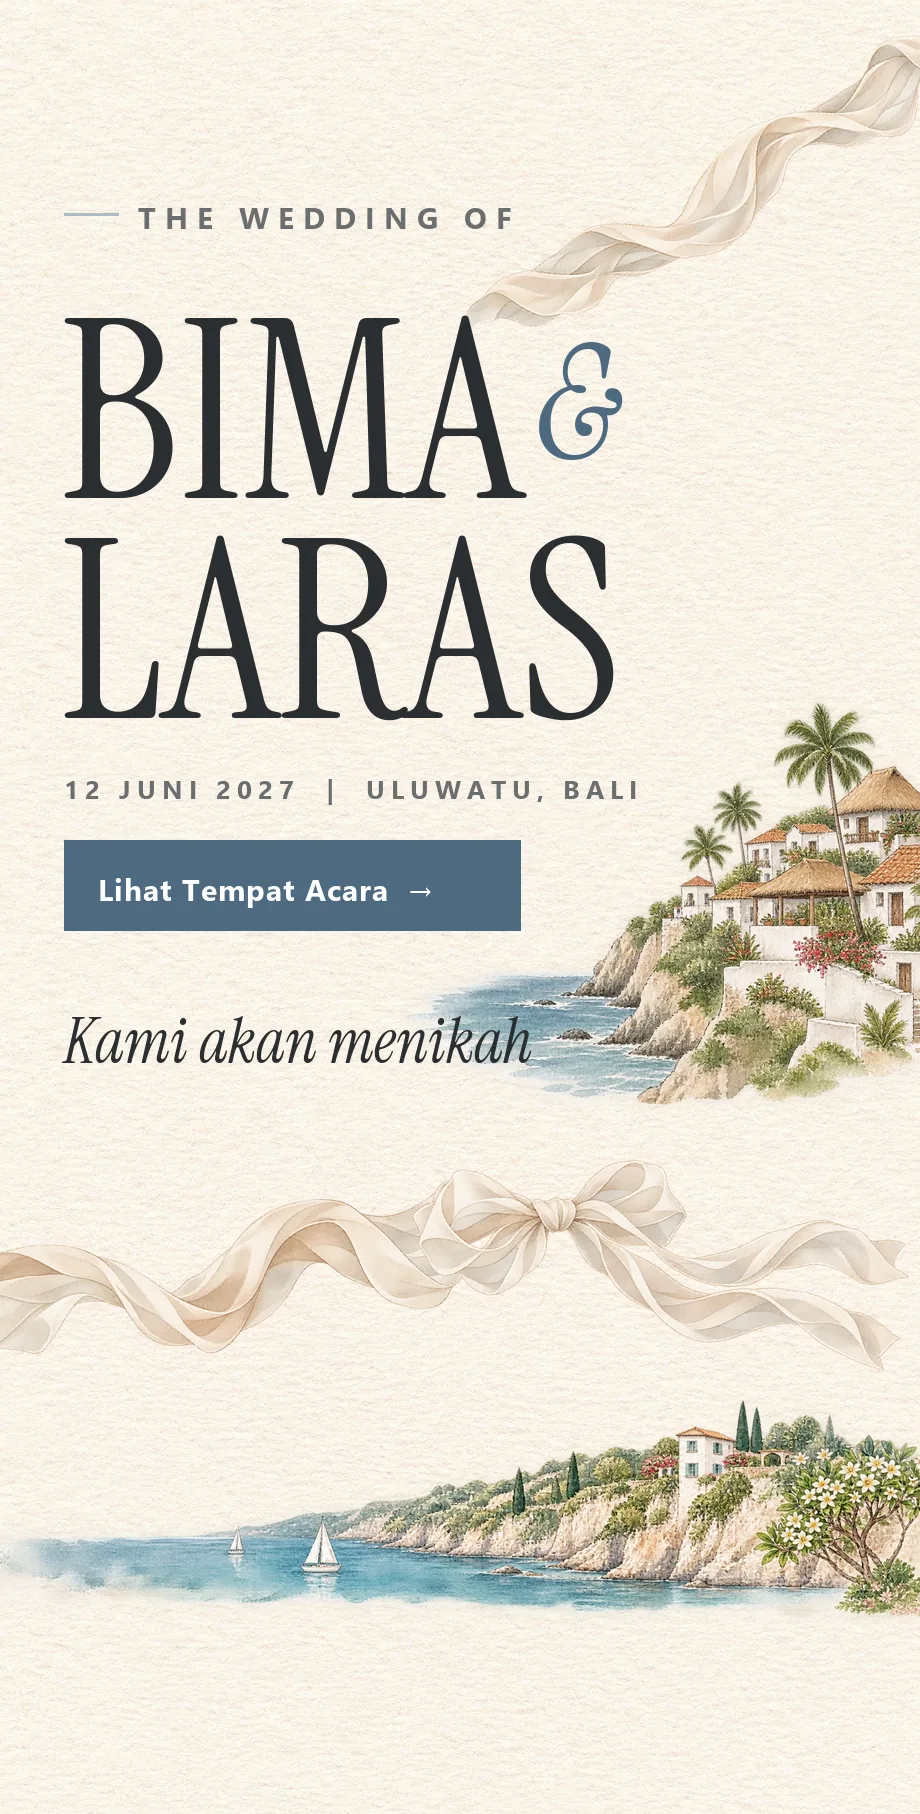 THE WEDDING OF
BIMA &
LARAS
12 JUNI 2027 | ULUWATU, BALI
Lihat Tempat Acara →
Kami akan menikah